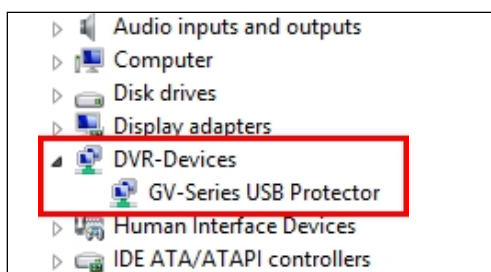 Audio inputs and outputs
Computer
Disk drives
Display adapters
DVR-Devices
GV-Series USB Protector
Human Interface Devices
IDE ATA/ATAPI controllers